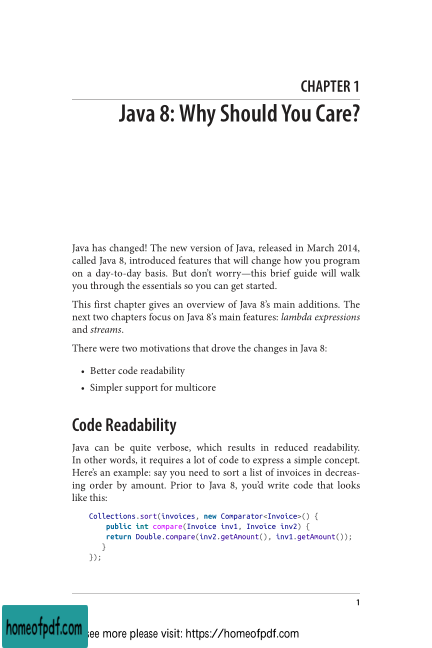 CHAPTER 1
Java 8: Why Should You Care?
Java has changed! The new version of Java, released in March 2014,
called Java 8, introduced features that will change how you program
on a day-to-day basis. But don't worry—this brief guide will walk
you through the essentials so you can get started.
This first chapter gives an overview of Java 8's main additions. The
next two chapters focus on Java 8's main features: lambda expressions
and streams.
There were two motivations that drove the changes in Java 8:
• Better code readability
• Simpler support for multicore
Code Readability
Java can be quite verbose, which results in reduced readability.
In other words, it requires a lot of code to express a simple concept.
Here's an example: say you need to sort a list of invoices in decreas-
ing order by amount. Prior to Java 8, you'd write code that looks
like this:
Collections.sort(invoices, new Comparator<Invoice>() {
public int compare(Invoice inv1, Invoice inv2) {
return Double.compare(inv2.getAmount(), inv1.getAmount());
}
});
1
homeofpdf.com
see more please visit: https://homeofpdf.com